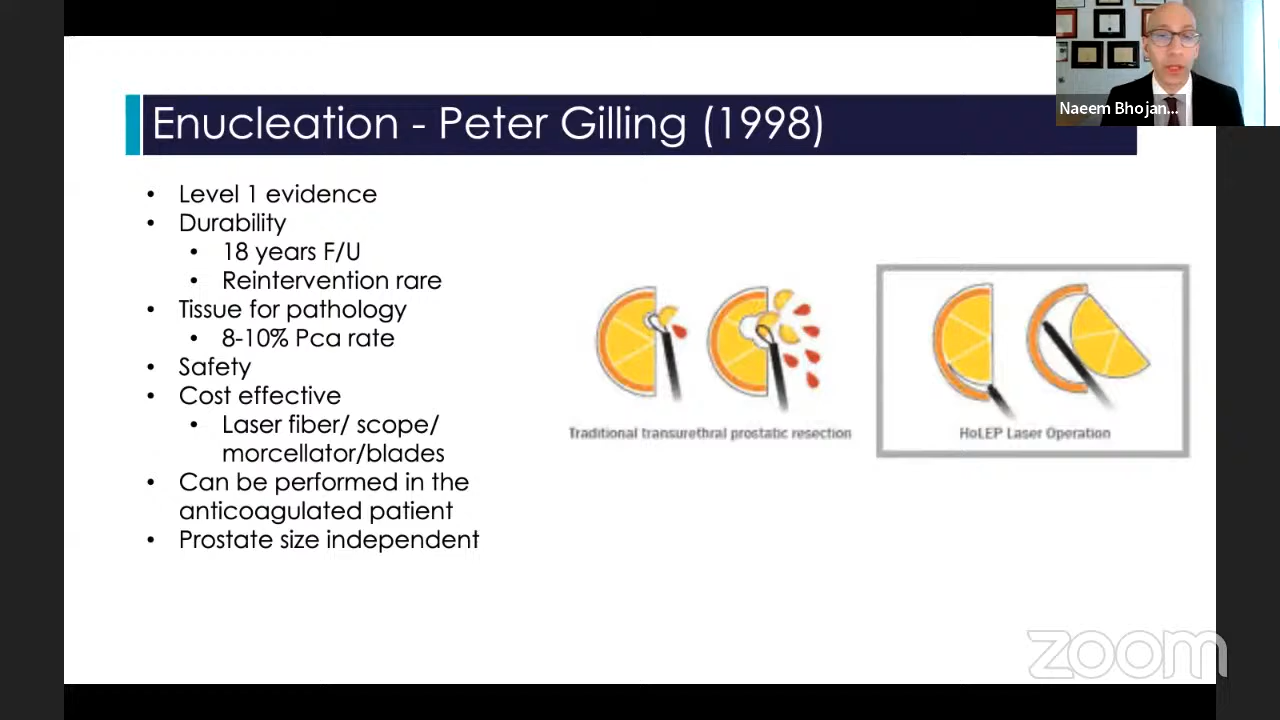 Enucleation - Peter Gilling (1998)
Naeem Bhojan...
• Level 1 evidence
• Durability
• 18 years F/U
• Reintervention rare
• Tissue for pathology
• 8-10% Pca rate
• Safety
• Cost effective
• Laser fiber/ scope/
morcellator/blades
• Can be performed in the
anticoagulated patient
• Prostate size independent
Traditional transurethral prostatic resection
HoLEP Laser Operation
zoom